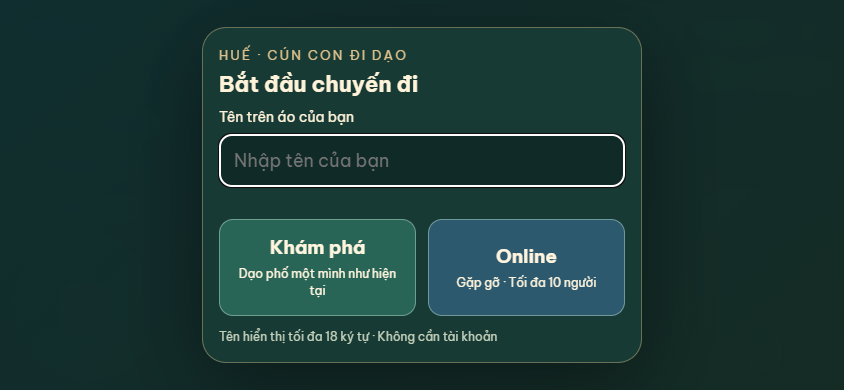 HUẾ · CÚN CON ĐI DẠO
Bắt đầu chuyến đi
Tên trên áo của bạn
Nhập tên của bạn
Khám phá
Dạo phố một mình như hiện
tại
Online
Gặp gỡ · Tối đa 10 người
Tên hiển thị tối đa 18 ký tự · Không cần tài khoản